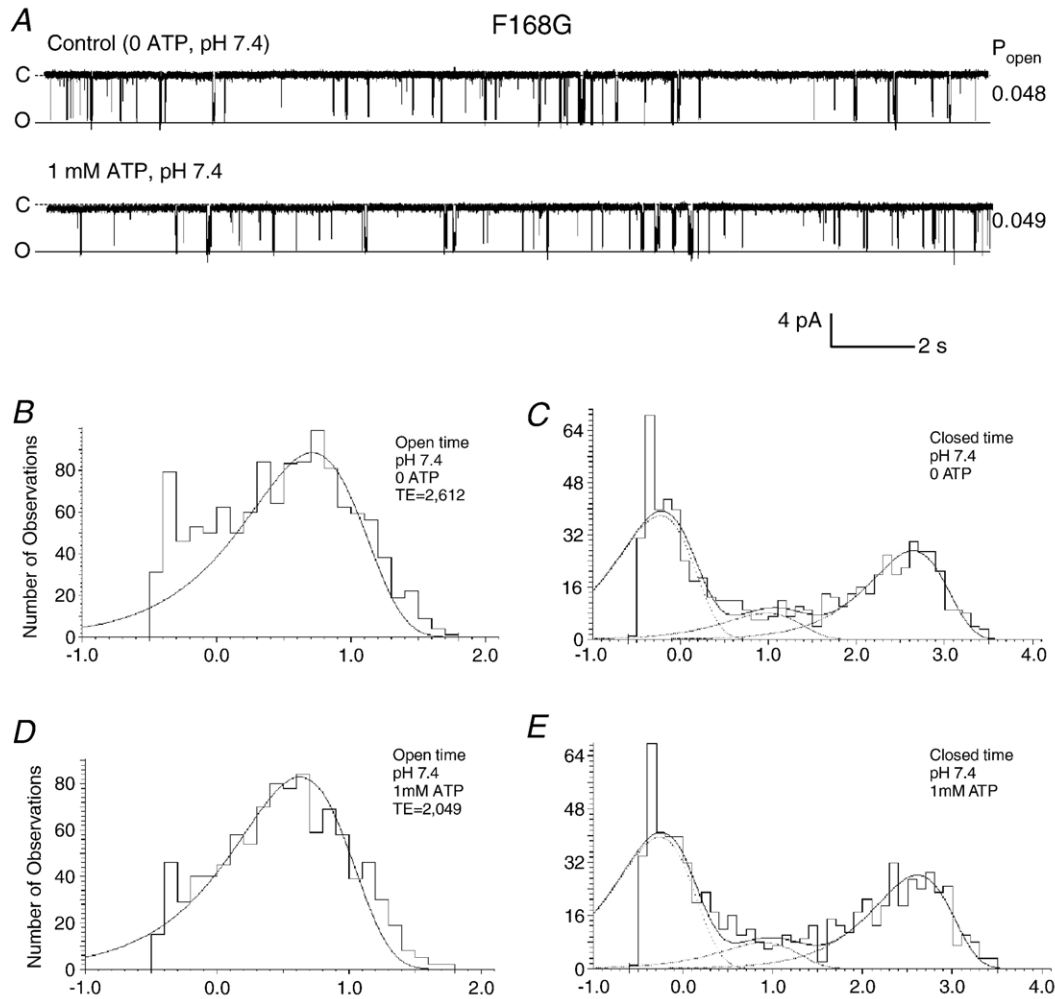 A
F168G
Control (0 ATP, pH 7.4)
Popen
C
0.048
O
1 mM ATP, pH 7.4
C
0.049
O
4 pA
2 s
B
Number of Observations
80
60
40
20
0
-1.0 0.0 1.0 2.0
Open time
pH 7.4
0 ATP
TE=2,612
C
64
48
32
16
0
-1.0 0.0 1.0 2.0 3.0 4.0
Closed time
pH 7.4
0 ATP
D
Number of Observations
80
60
40
20
0
-1.0 0.0 1.0 2.0
Open time
pH 7.4
1mM ATP
TE=2,049
E
64
48
32
16
0
-1.0 0.0 1.0 2.0 3.0 4.0
Closed time
pH 7.4
1mM ATP